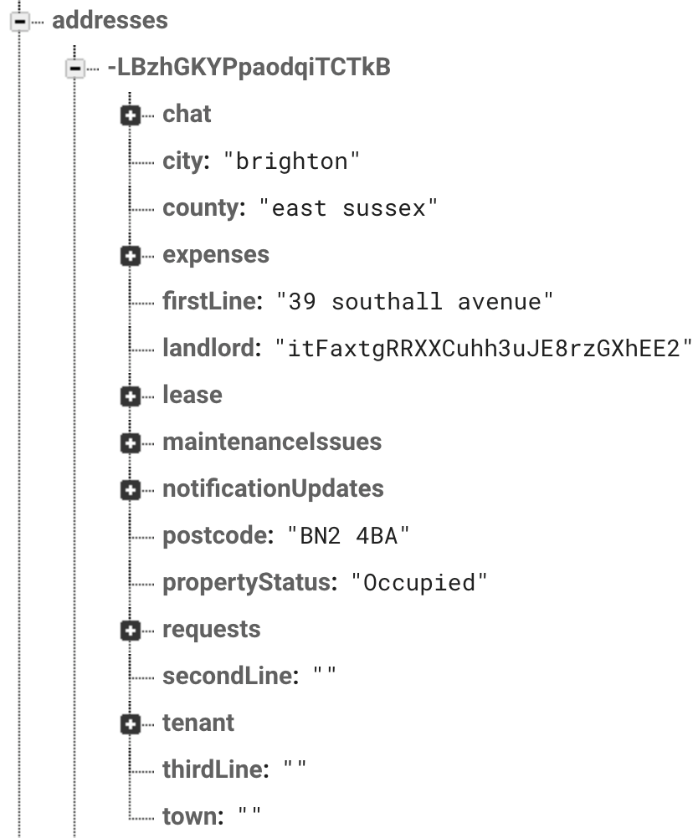 addresses
-LBzhGKYPpaodqiTCTkB
chat
city: "brighton"
county: "east sussex"
expenses
firstLine: "39 southall avenue"
landlord: "itFaxtgRRXXCuhh3uJE8rzGXhEE2"
lease
maintenanceIssues
notificationUpdates
postcode: "BN2 4BA"
propertyStatus: "Occupied"
requests
secondLine: ""
tenant
thirdLine: ""
town: ""